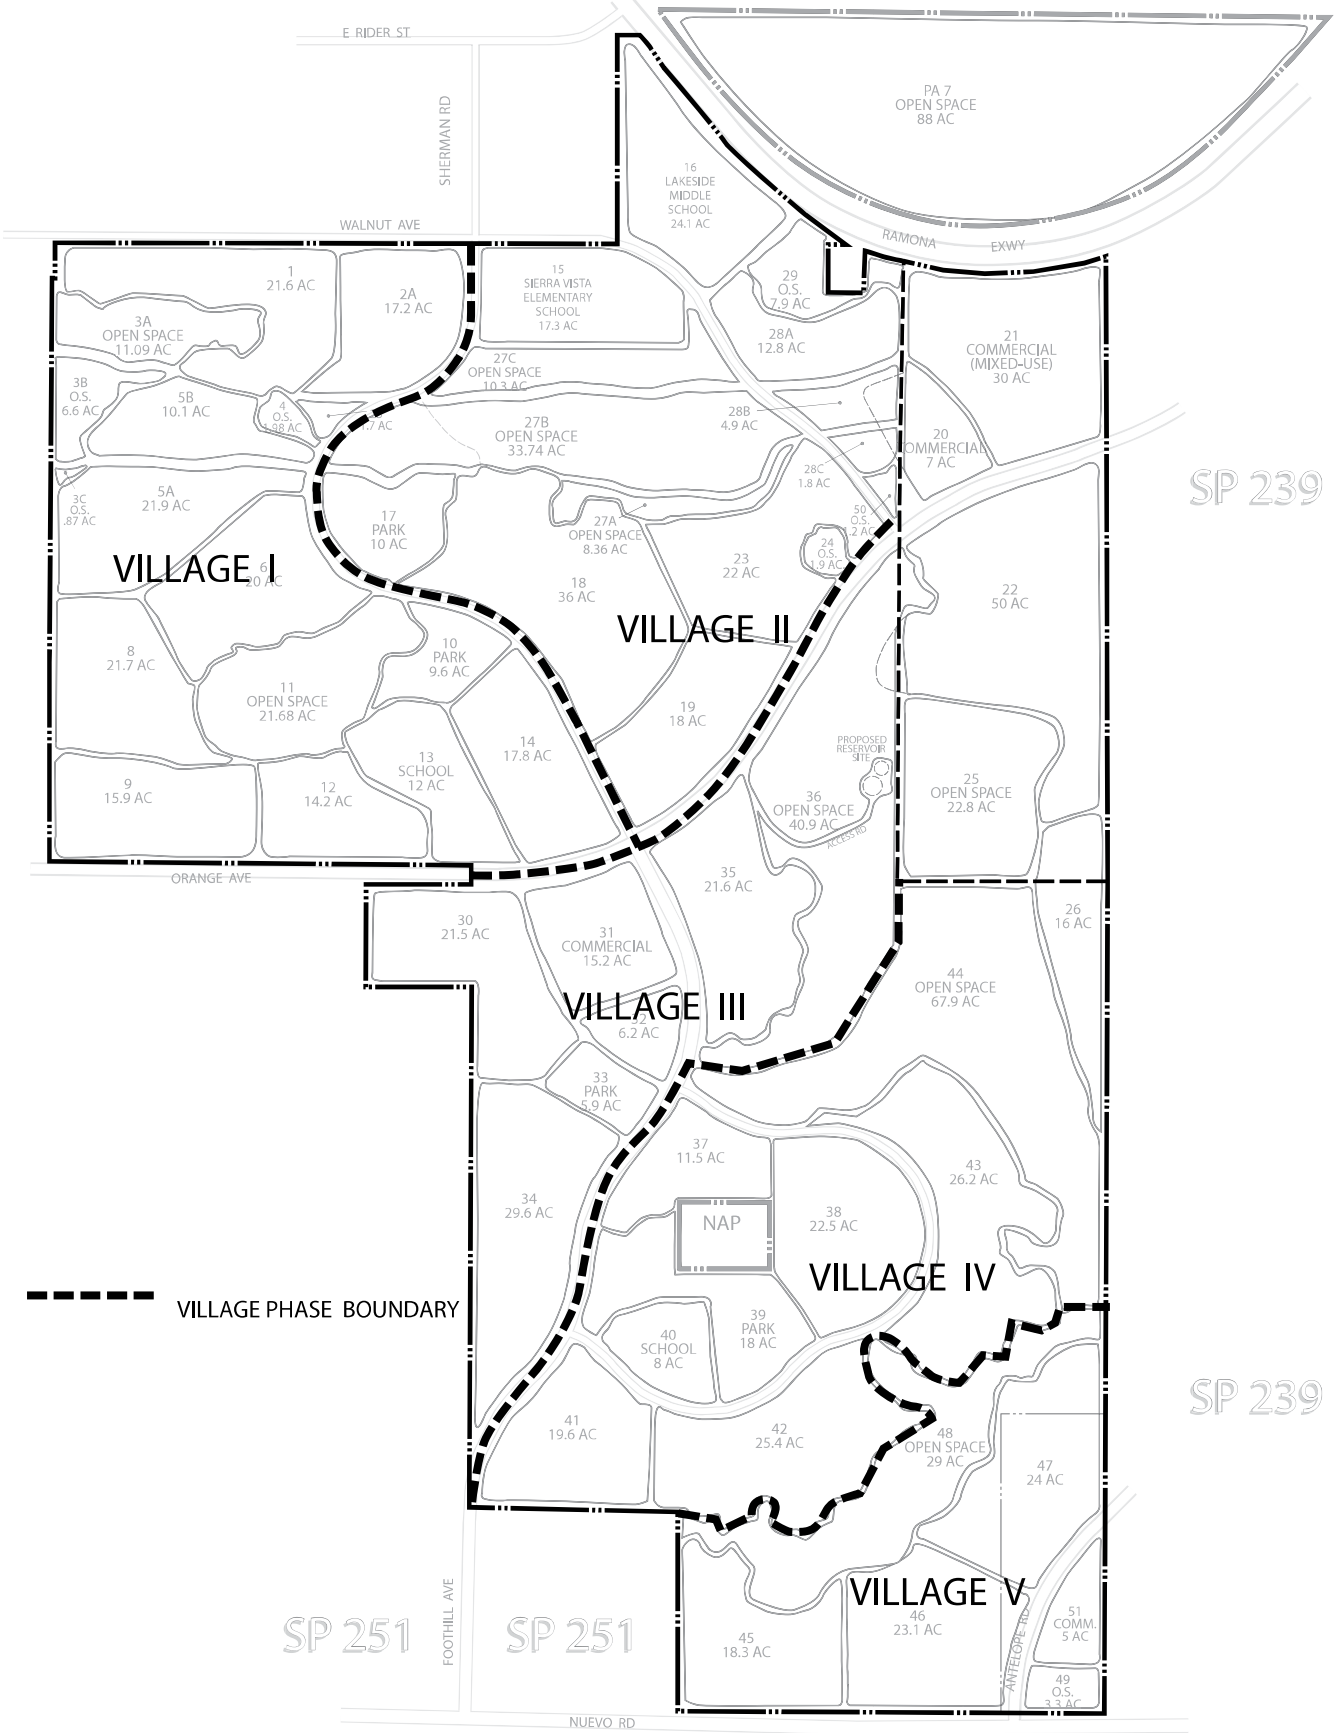 E RIDER ST
SHERMAN RD
WALNUT AVE
PA 7
OPEN SPACE
88 AC
16
LAKESIDE
MIDDLE
SCHOOL
24.1 AC
RAMONA EXWY
1
21.6 AC
2A
17.2 AC
15
SIERRA VISTA
ELEMENTARY
SCHOOL
17.3 AC
29
O.S.
7.9 AC
28A
12.8 AC
21
COMMERCIAL
(MIXED-USE)
30 AC
3A
OPEN SPACE
11.09 AC
27C
OPEN SPACE
10.3 AC
3B
O.S.
6.6 AC
5B
10.1 AC
4
O.S.
1.98 AC
.7 AC
27B
OPEN SPACE
33.74 AC
28B
4.9 AC
20
OMMERCIAL
7 AC
28C
1.8 AC
3C
O.S.
.87 AC
5A
21.9 AC
SP 239
17
PARK
10 AC
27A
OPEN SPACE
8.36 AC
50
O.S.
1.2 AC
24
O.S.
1.9 AC
23
22 AC
VILLAGE I
6
20 AC
18
36 AC
22
50 AC
VILLAGE II
8
21.7 AC
10
PARK
9.6 AC
11
OPEN SPACE
21.68 AC
19
18 AC
14
17.8 AC
PROPOSED
RESERVOIR
SITE
13
SCHOOL
12 AC
9
15.9 AC
12
14.2 AC
36
OPEN SPACE
40.9 AC
ACCESS RD
25
OPEN SPACE
22.8 AC
ORANGE AVE
35
21.6 AC
30
21.5 AC
31
COMMERCIAL
15.2 AC
26
16 AC
44
OPEN SPACE
67.9 AC
VILLAGE III
32
6.2 AC
33
PARK
5.9 AC
37
11.5 AC
43
26.2 AC
34
29.6 AC
NAP
38
22.5 AC
VILLAGE IV
VILLAGE PHASE BOUNDARY
39
PARK
18 AC
40
SCHOOL
8 AC
SP 239
41
19.6 AC
42
25.4 AC
48
OPEN SPACE
29 AC
47
24 AC
VILLAGE V
FOOTHILL AVE
SP 251
SP 251
45
18.3 AC
46
23.1 AC
ANTELOPE RD
51
COMM.
5 AC
49
O.S.
3.3 AC
NUEVO RD